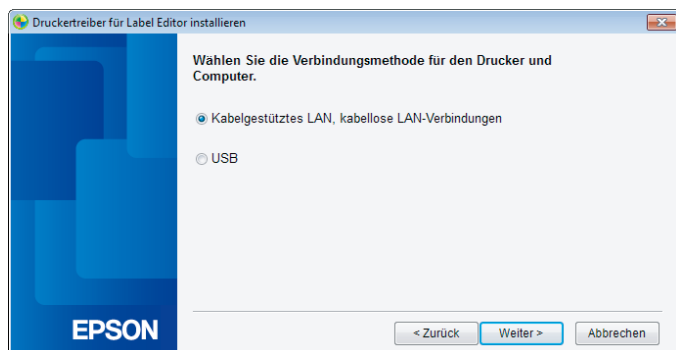 Druckertreiber für Label Editor installieren
Wählen Sie die Verbindungsmethode für den Drucker und
Computer.
Kabelgestütztes LAN, kabellose LAN-Verbindungen
USB
EPSON
< Zurück
Weiter >
Abbrechen